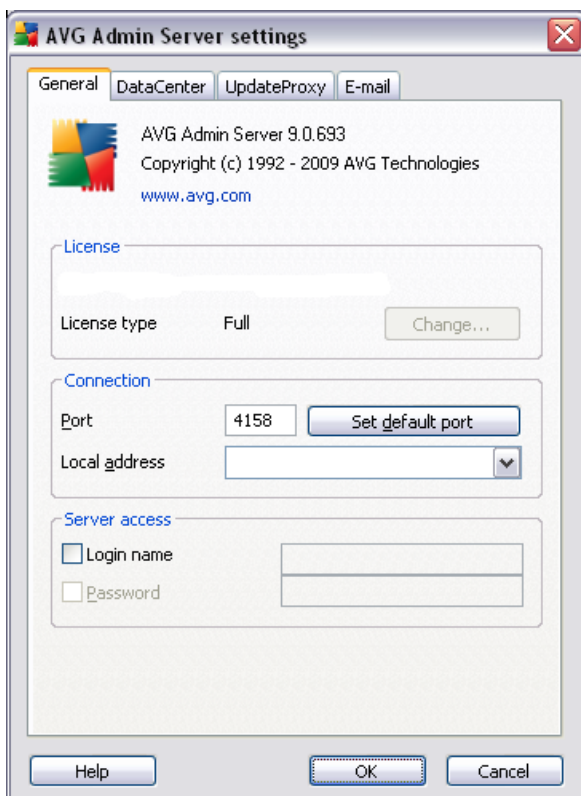 AVG Admin Server settings
General DataCenter UpdateProxy E-mail
AVG Admin Server 9.0.693
Copyright (c) 1992 - 2009 AVG Technologies
www.avg.com
License
License type Full Change...
Connection
Port 4158 Set default port
Local address
Server access
Login name
Password
Help OK Cancel